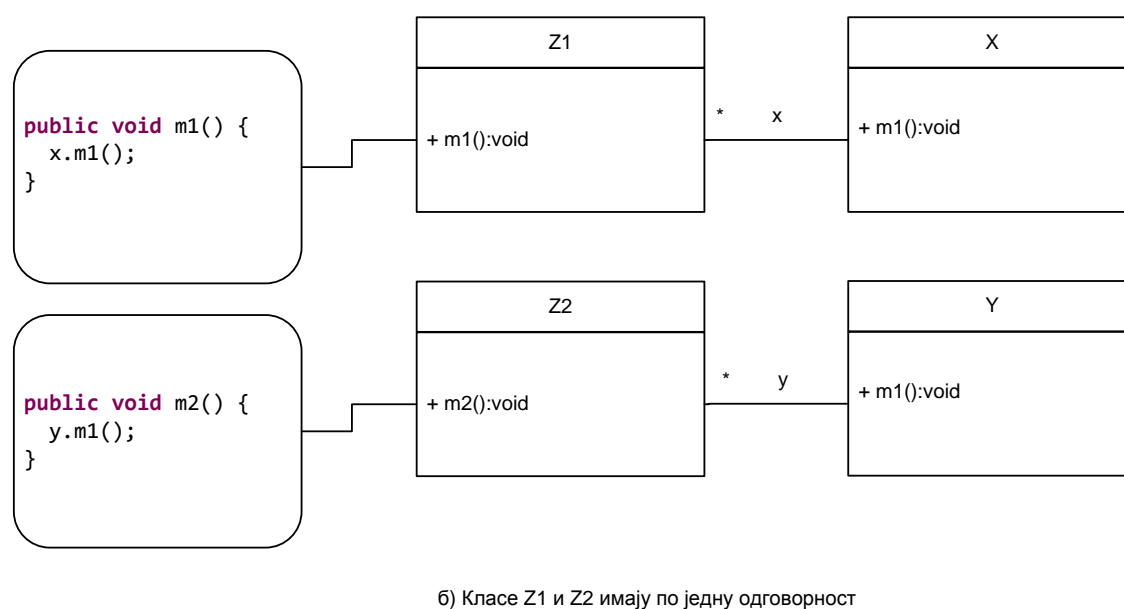 Z1
X
public void m1() {
x.m1();
}
+ m1():void
* x
+ m1():void
Z2
Y
public void m2() {
y.m1();
}
+ m2():void
* y
+ m1():void
б) Класе Z1 и Z2 имају по једну одговорност